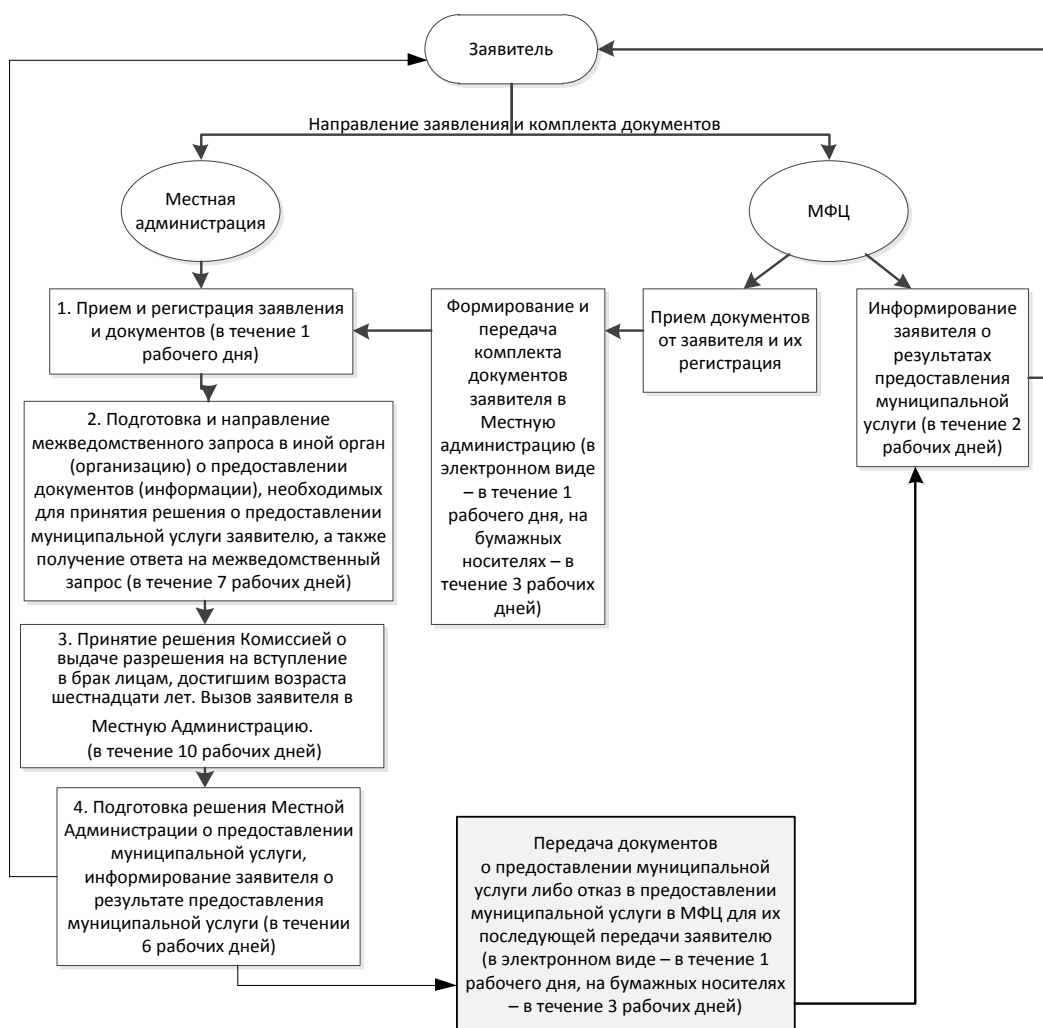 Заявитель
Направление заявления и комплекта документов
Местная
администрация
МФЦ
1. Прием и регистрация заявления
и документов (в течение 1
рабочего дня)
Формирование и
передача
комплекта
документов
заявителя в
Местную
администрацию (в
электронном виде
– в течение 1
рабочего дня, на
бумажных
носителях – в
течение 3 рабочих
дней)
Прием документов
от заявителя и их
регистрация
Информирование
заявителя о
результатах
предоставления
муниципальной
услуги (в течение 2
рабочих дней)
2. Подготовка и направление
межведомственного запроса в иной орган
(организацию) о предоставлении
документов (информации), необходимых
для принятия решения о предоставлении
муниципальной услуги заявителю, а также
получение ответа на межведомственный
запрос (в течение 7 рабочих дней)
3. Принятие решения Комиссией о
выдаче разрешения на вступление
в брак лицам, достигшим возраста
шестнадцати лет. Вызов заявителя в
Местную Администрацию.
(в течение 10 рабочих дней)
4. Подготовка решения Местной
Администрации о предоставлении
муниципальной услуги,
информирование заявителя о
результате предоставления
муниципальной услуги (в течении
6 рабочих дней)
Передача документов
о предоставлении муниципальной
услуги либо отказ в предоставлении
муниципальной услуги в МФЦ для их
последующей передачи заявителю
(в электронном виде – в течение 1
рабочего дня, на бумажных носителях
– в течение 3 рабочих дней)